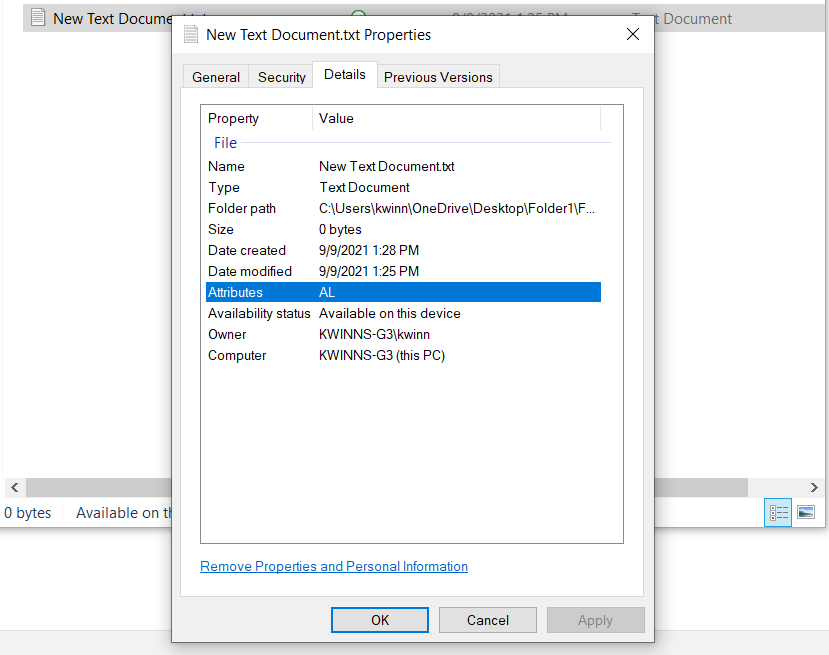 New Text Docume
t Document
New Text Document.txt Properties
General Security Details Previous Versions
Property Value
File
Name New Text Document.txt
Type Text Document
Folder path C:\Users\kwinn\OneDrive\Desktop\Folder1\F...
Size 0 bytes
Date created 9/9/2021 1:28 PM
Date modified 9/9/2021 1:25 PM
Attributes AL
Availability status Available on this device
Owner KWINNS-G3\kwinn
Computer KWINNS-G3 (this PC)
0 bytes Available on th
Remove Properties and Personal Information
OK Cancel Apply